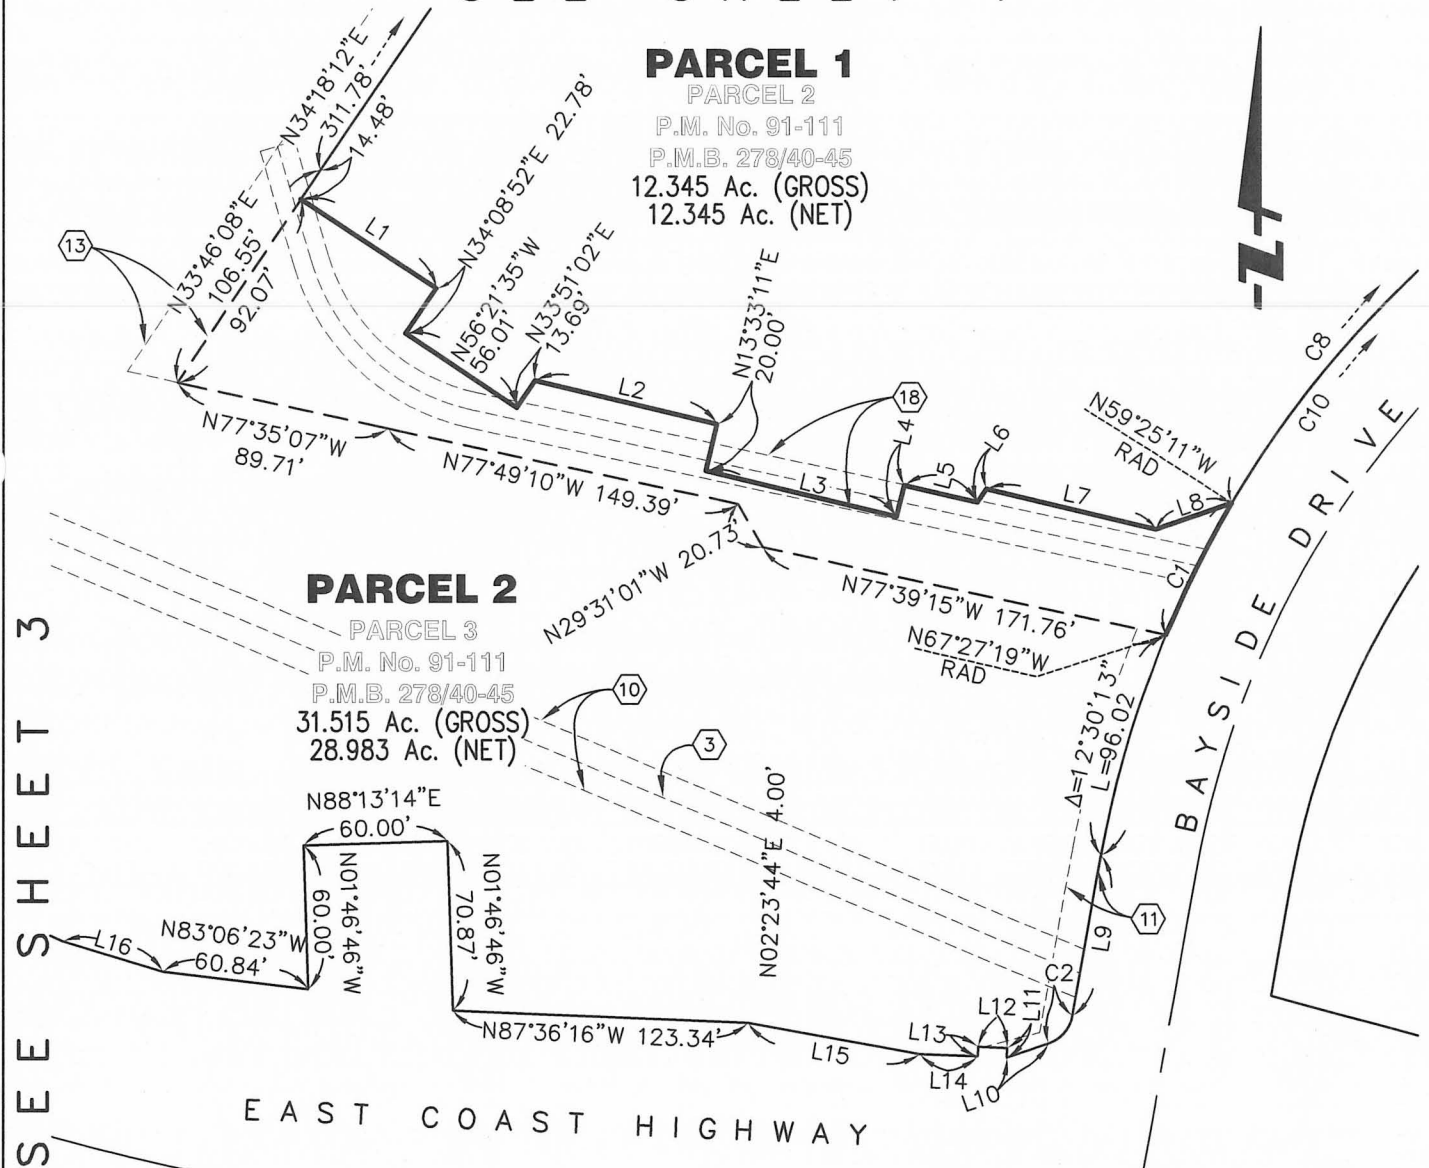 PARCEL 1
PARCEL 2
P.M. No. 91-111
P.M.B. 278/40-45
12.345 Ac. (GROSS)
12.345 Ac. (NET)
N34°18'12"E
311.78'
14.48'
N34°08'52"E 22.78'
L1
13
N33°46'08"E
106.55'
92.07'
N56°21'35"W
56.01'
N33°51'02"E
13.69'
N13°33'11"E
20.00'
L2
18
L3
L4
L5
L6
L7
L8
N59°25'11"W
RAD
C8
C10
C1
BAYSIDE DRIVE
N77°35'07"W
89.71'
N77°49'10"W 149.39'
N29°31'01"W 20.73'
N77°39'15"W 171.76'
N67°27'19"W
RAD
PARCEL 2
PARCEL 3
P.M. No. 91-111
P.M.B. 278/40-45
31.515 Ac. (GROSS)
28.983 Ac. (NET)
10
3
Δ=12°30'13"
L=96.02
11
L9
C2
N88°13'14"E
60.00'
N01°46'46"W
60.00'
N01°46'46"W
70.87'
N02°23'44"E 4.00'
N83°06'23"W
60.84'
L16
N87°36'16"W 123.34'
L15
L14
L13
L12
L11
L10
EAST COAST HIGHWAY
SEE SHEET 3